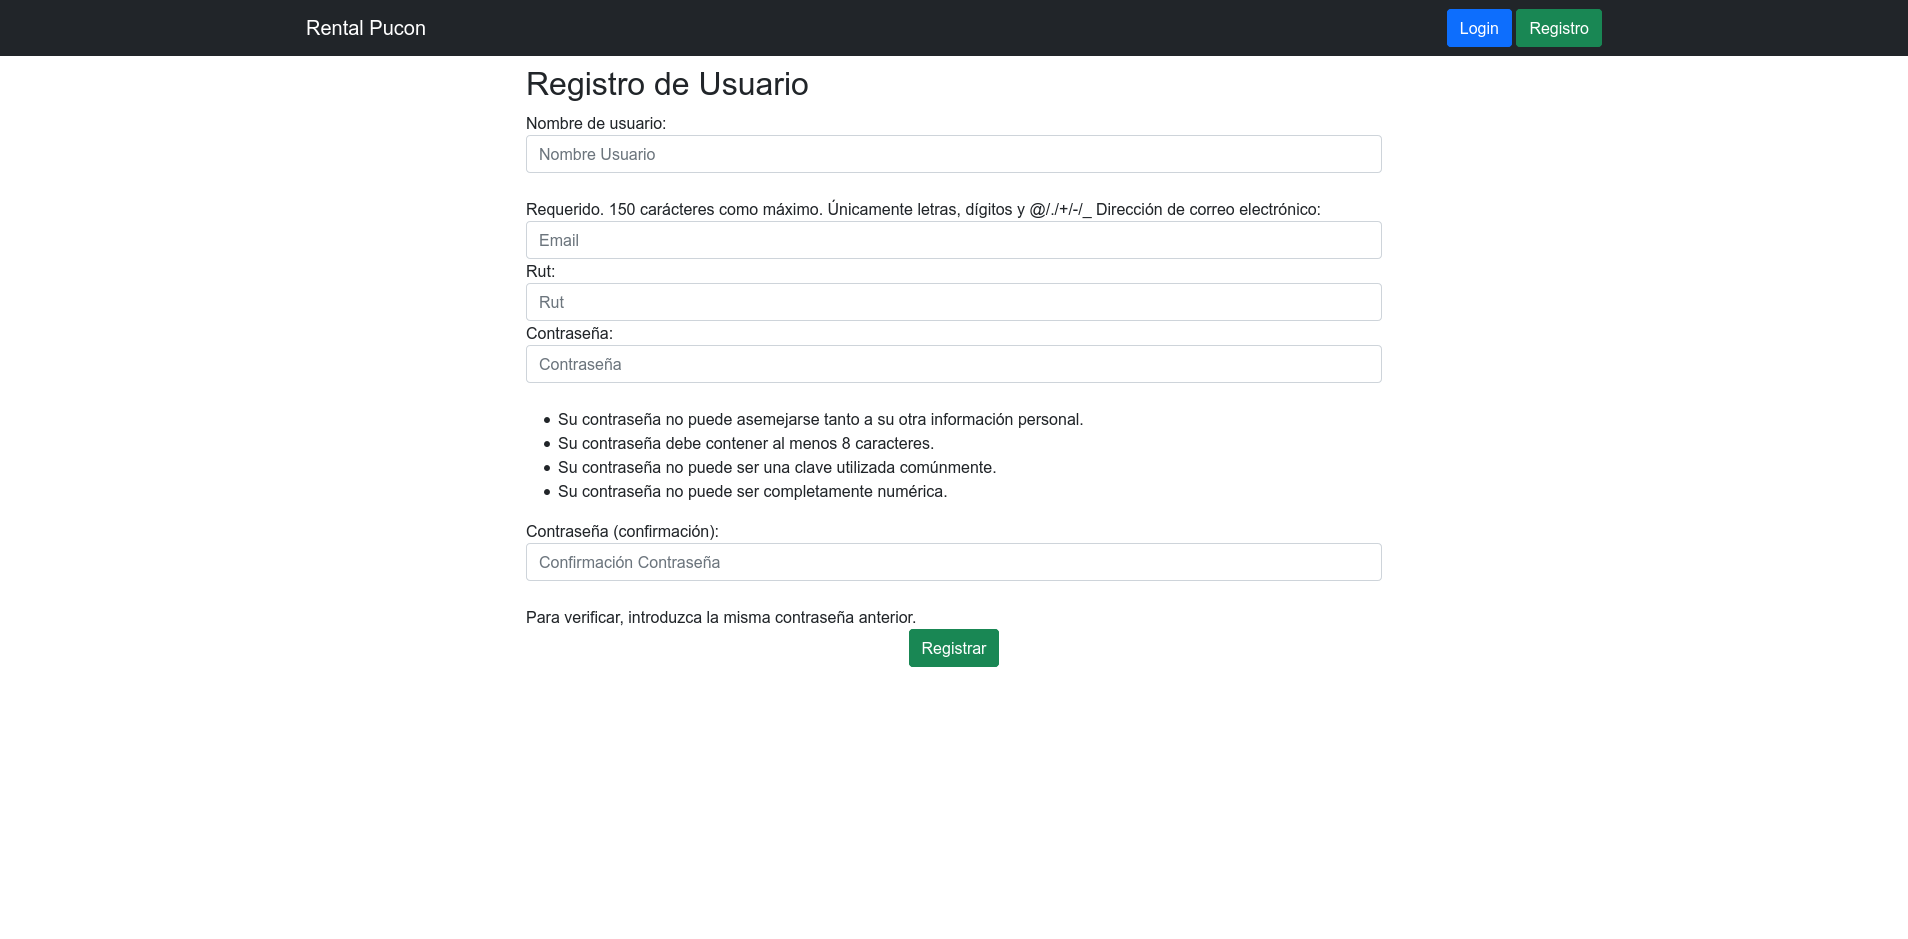 Rental Pucon
Login
Registro
Registro de Usuario
Nombre de usuario:
Nombre Usuario
Requerido. 150 carácteres como máximo. Únicamente letras, dígitos y @/./+/-/_ Dirección de correo electrónico:
Email
Rut:
Rut
Contraseña:
Contraseña
• Su contraseña no puede asemejarse tanto a su otra información personal.
• Su contraseña debe contener al menos 8 caracteres.
• Su contraseña no puede ser una clave utilizada comúnmente.
• Su contraseña no puede ser completamente numérica.
Contraseña (confirmación):
Confirmación Contraseña
Para verificar, introduzca la misma contraseña anterior.
Registrar